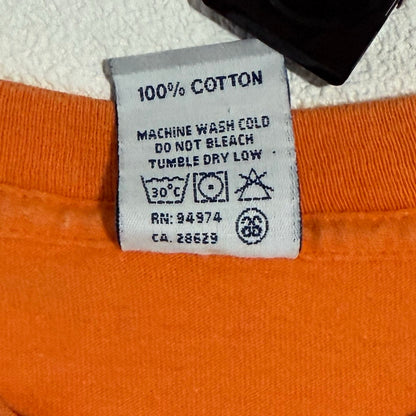 100% COTTON
MACHINE WASH COLD
DO NOT BLEACH
TUMBLE DRY LOW
30°C
RN: 94974
CA. 28629